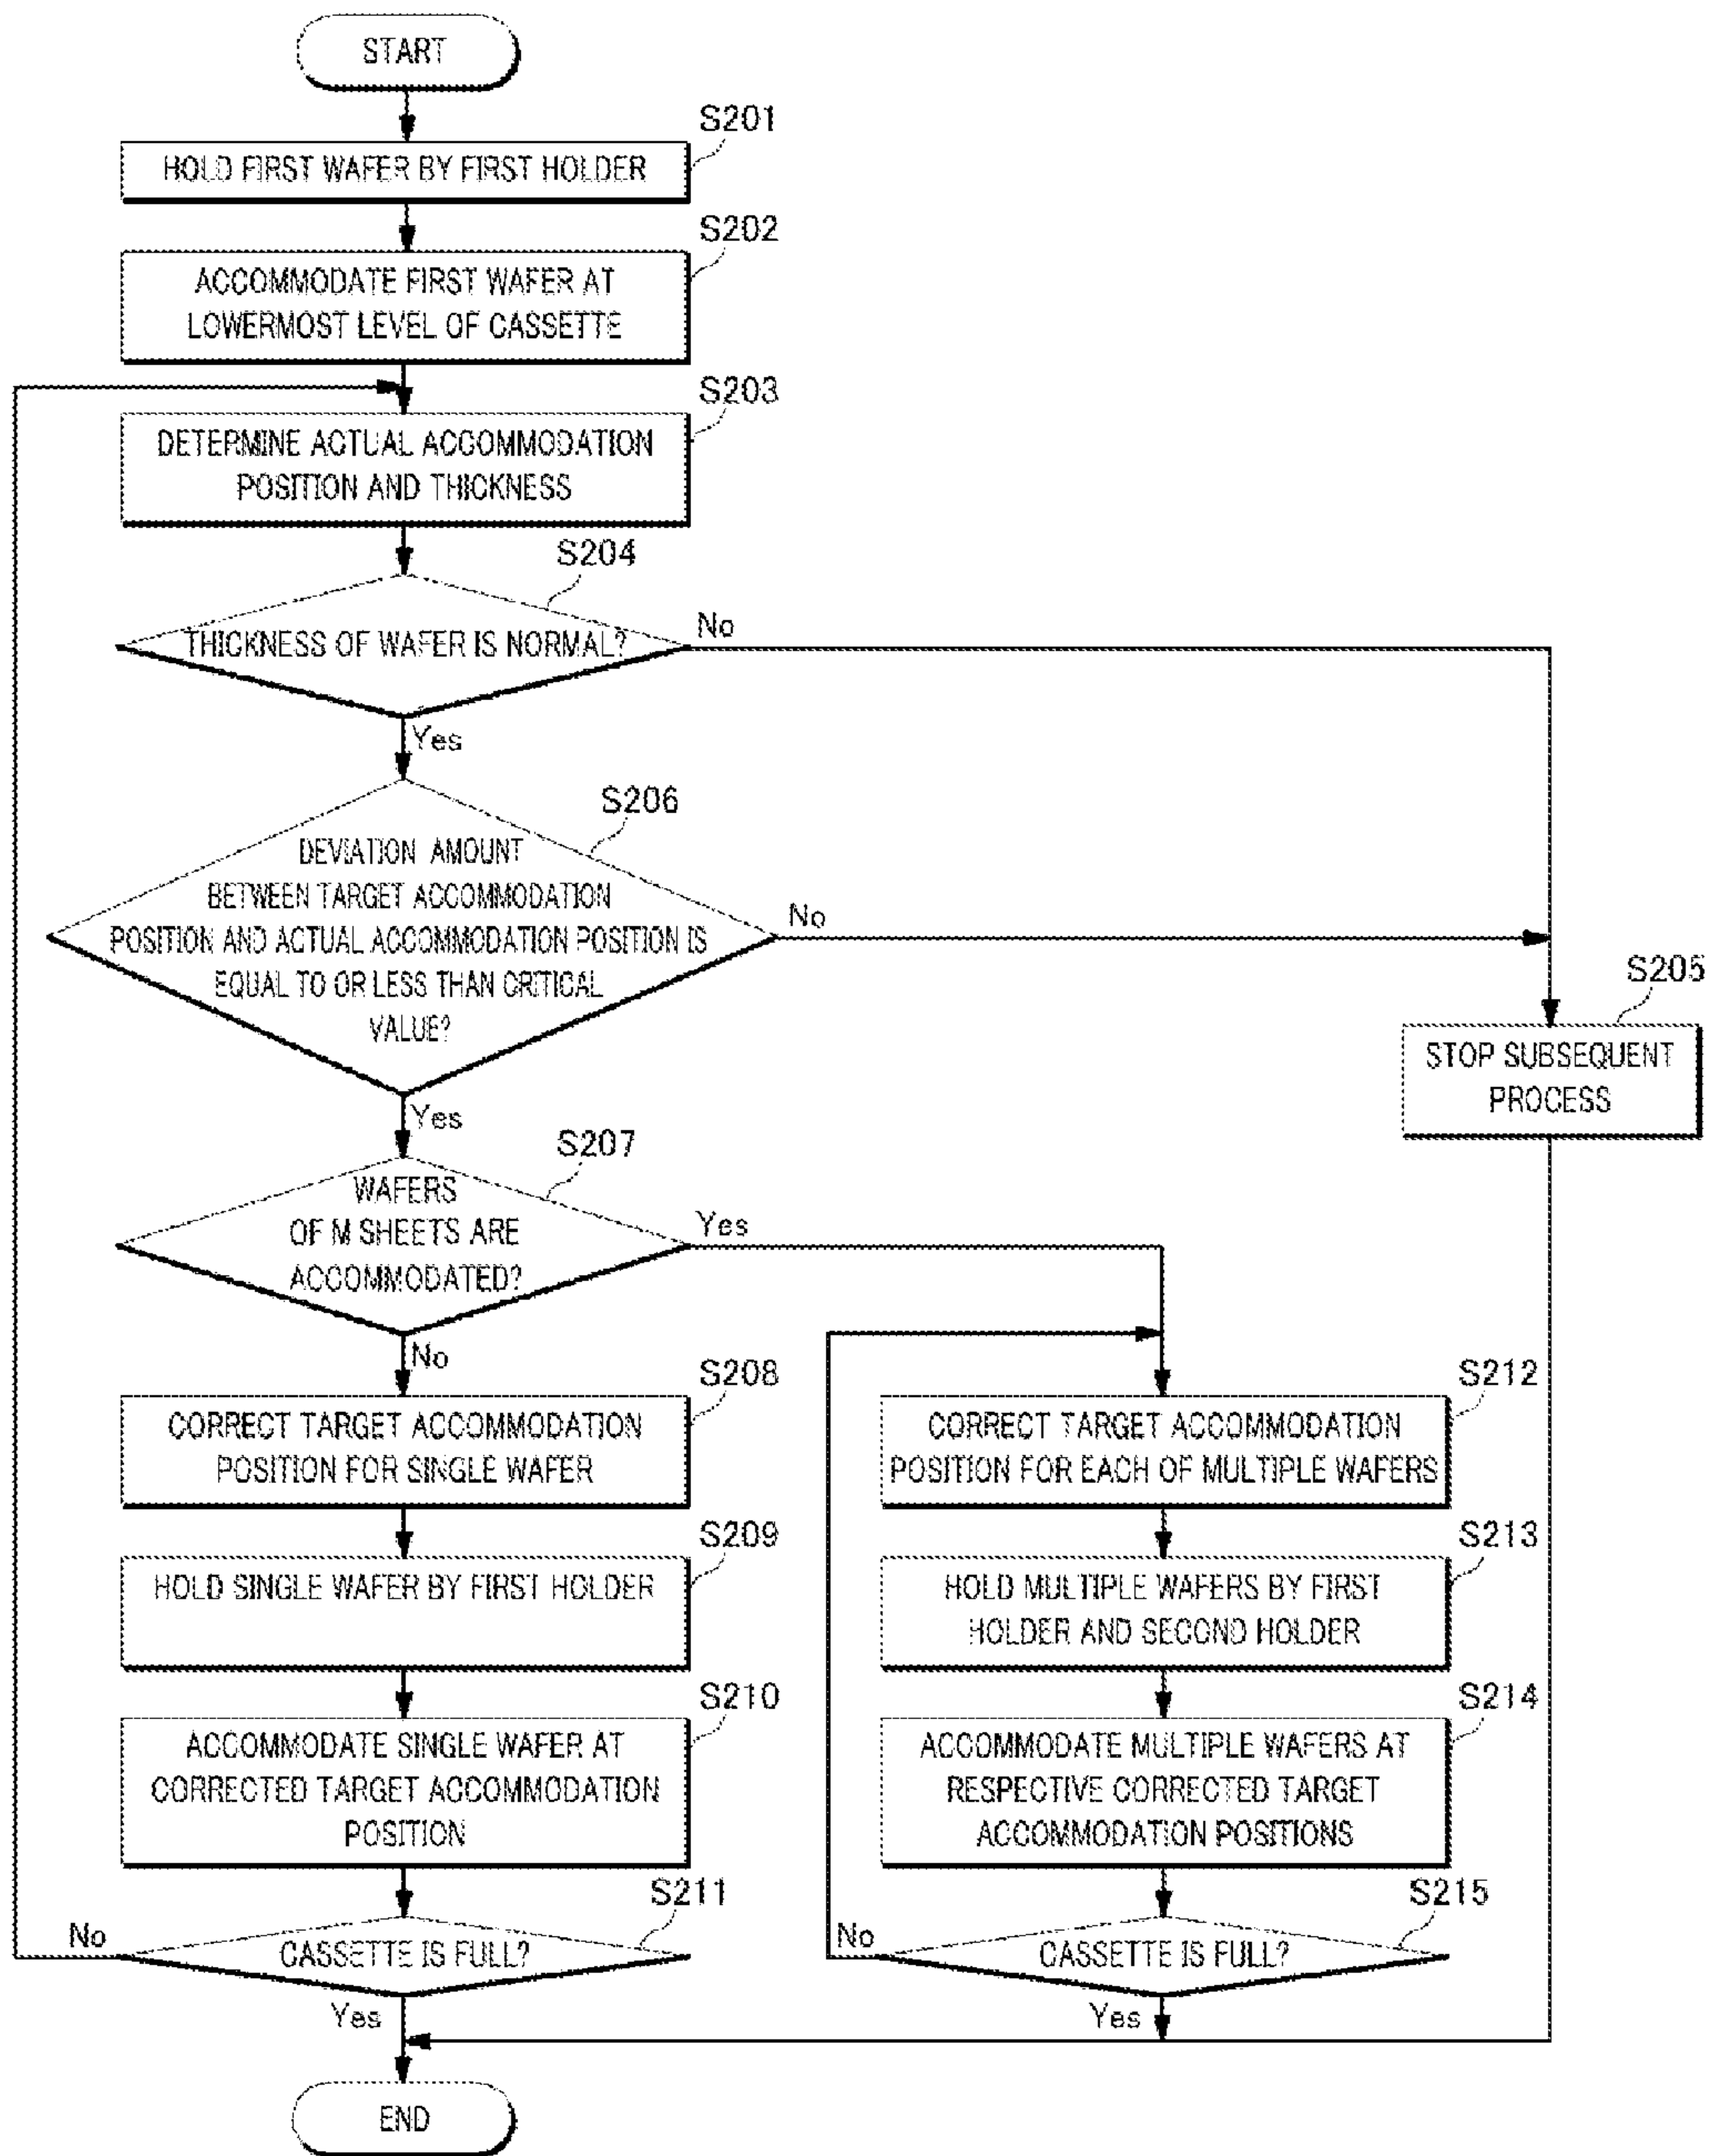 START
S201
HOLD FIRST WAFER BY FIRST HOLDER
S202
ACCOMMODATE FIRST WAFER AT
LOWERMOST LEVEL OF CASSETTE
S203
DETERMINE ACTUAL ACCOMMODATION
POSITION AND THICKNESS
S204
THICKNESS OF WAFER IS NORMAL?
No
Yes
S206
DEVIATION AMOUNT
BETWEEN TARGET ACCOMMODATION
POSITION AND ACTUAL ACCOMMODATION POSITION IS
EQUAL TO OR LESS THAN CRITICAL
VALUE?
No
Yes
S205
STOP SUBSEQUENT
PROCESS
S207
WAFERS
OF M SHEETS ARE
ACCOMMODATED?
Yes
No
S208
CORRECT TARGET ACCOMMODATION
POSITION FOR SINGLE WAFER
S209
HOLD SINGLE WAFER BY FIRST HOLDER
S210
ACCOMMODATE SINGLE WAFER AT
CORRECTED TARGET ACCOMMODATION
POSITION
S211
CASSETTE IS FULL?
No
Yes
S212
CORRECT TARGET ACCOMMODATION
POSITION FOR EACH OF MULTIPLE WAFERS
S213
HOLD MULTIPLE WAFERS BY FIRST
HOLDER AND SECOND HOLDER
S214
ACCOMMODATE MULTIPLE WAFERS AT
RESPECTIVE CORRECTED TARGET
ACCOMMODATION POSITIONS
S215
CASSETTE IS FULL?
No
Yes
END